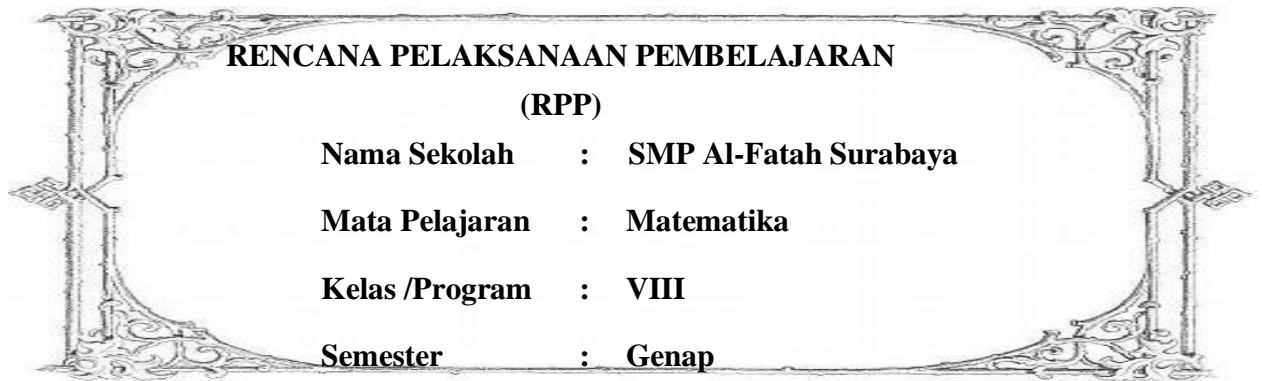 RENCANA PELAKSANAAN PEMBELAJARAN
(RPP)
Nama Sekolah : SMP Al-Fatah Surabaya
Mata Pelajaran : Matematika
Kelas /Program : VIII
Semester : Genap